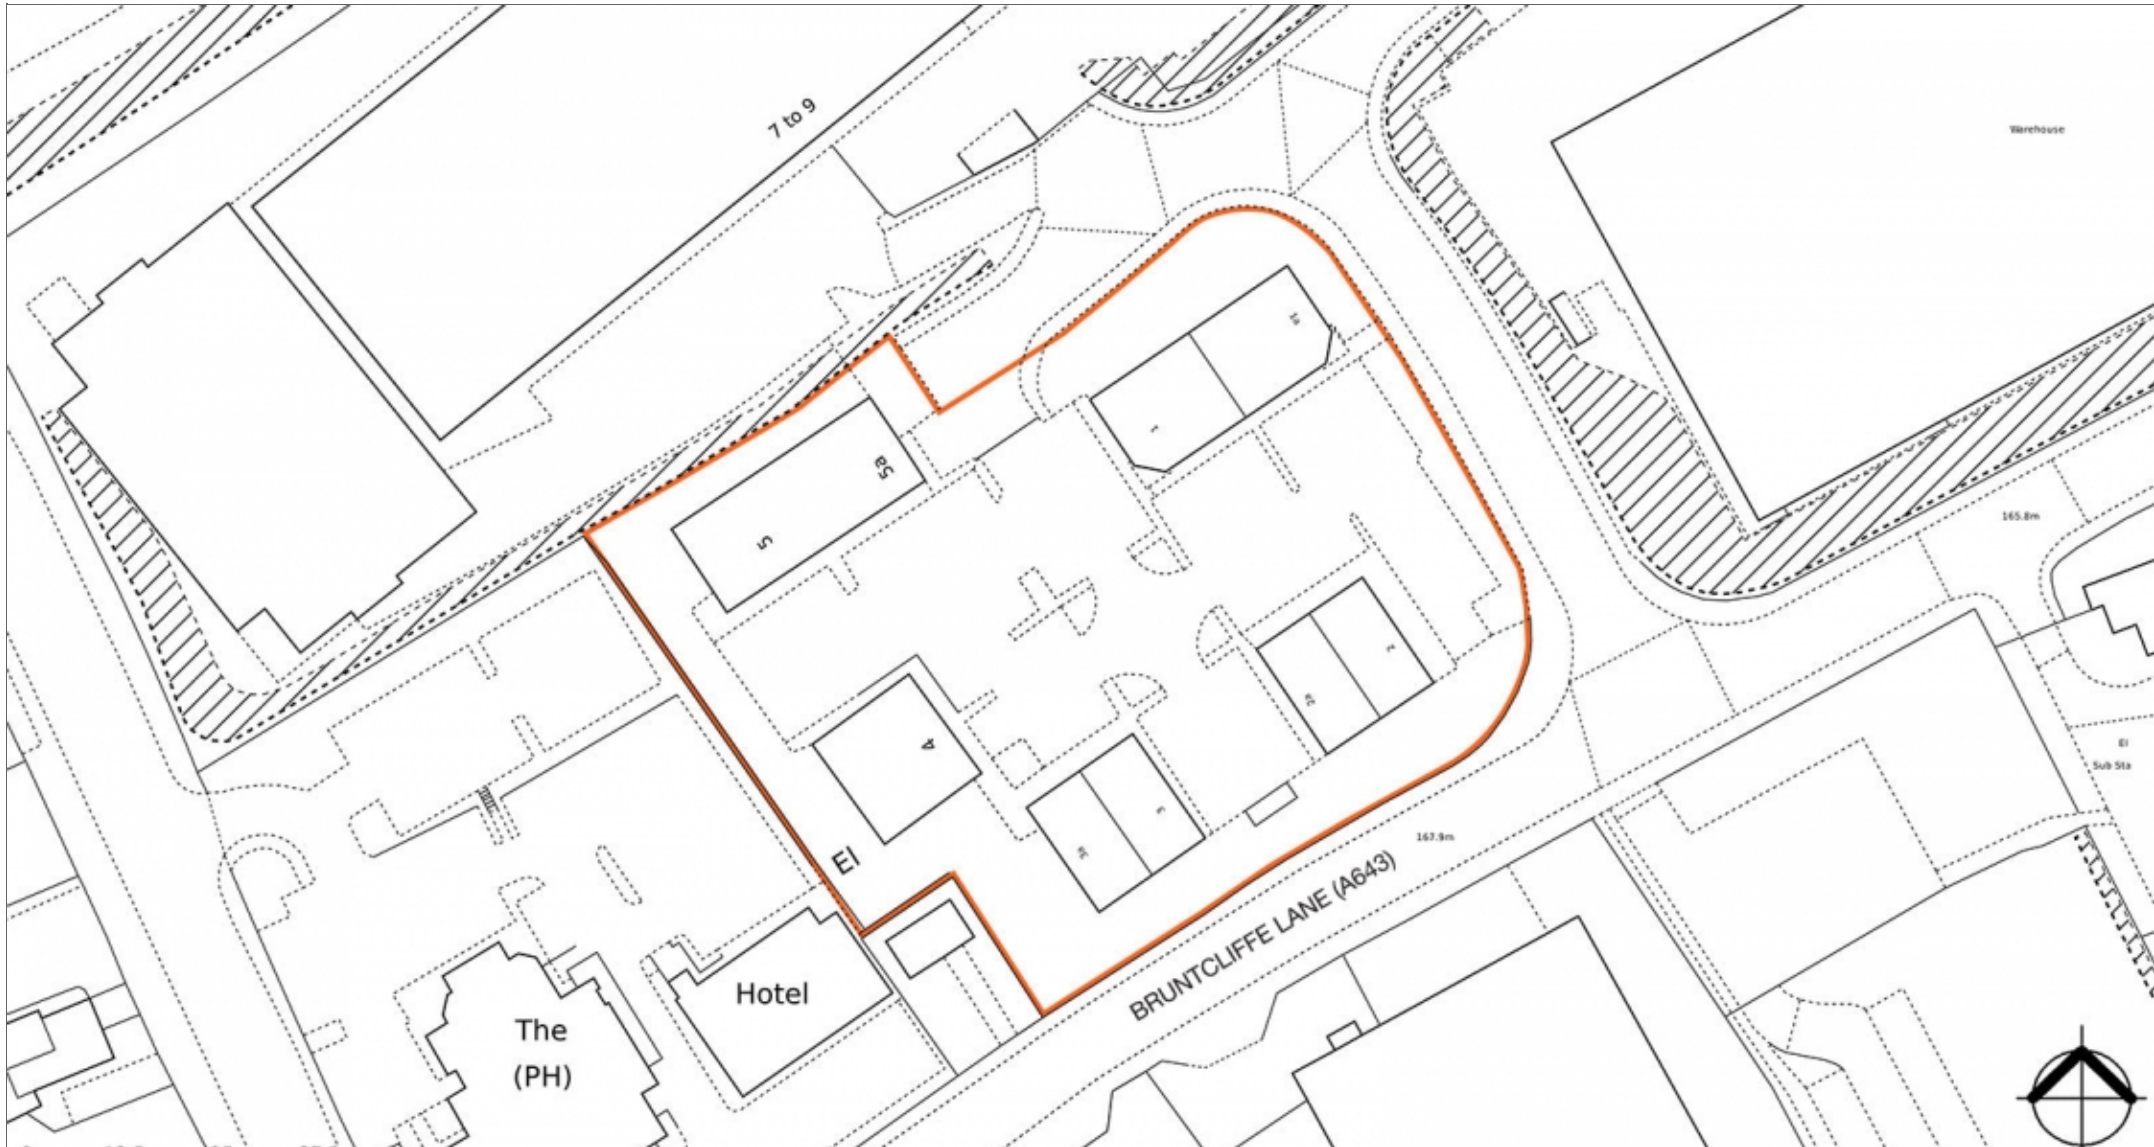 7 to 9
Warehouse
1a
1
5a
5
165.8m
2
2a
4
3
3a
El
El
Sub Sta
167.9m
BRUNTCLIFFE LANE (A643)
Hotel
The
(PH)